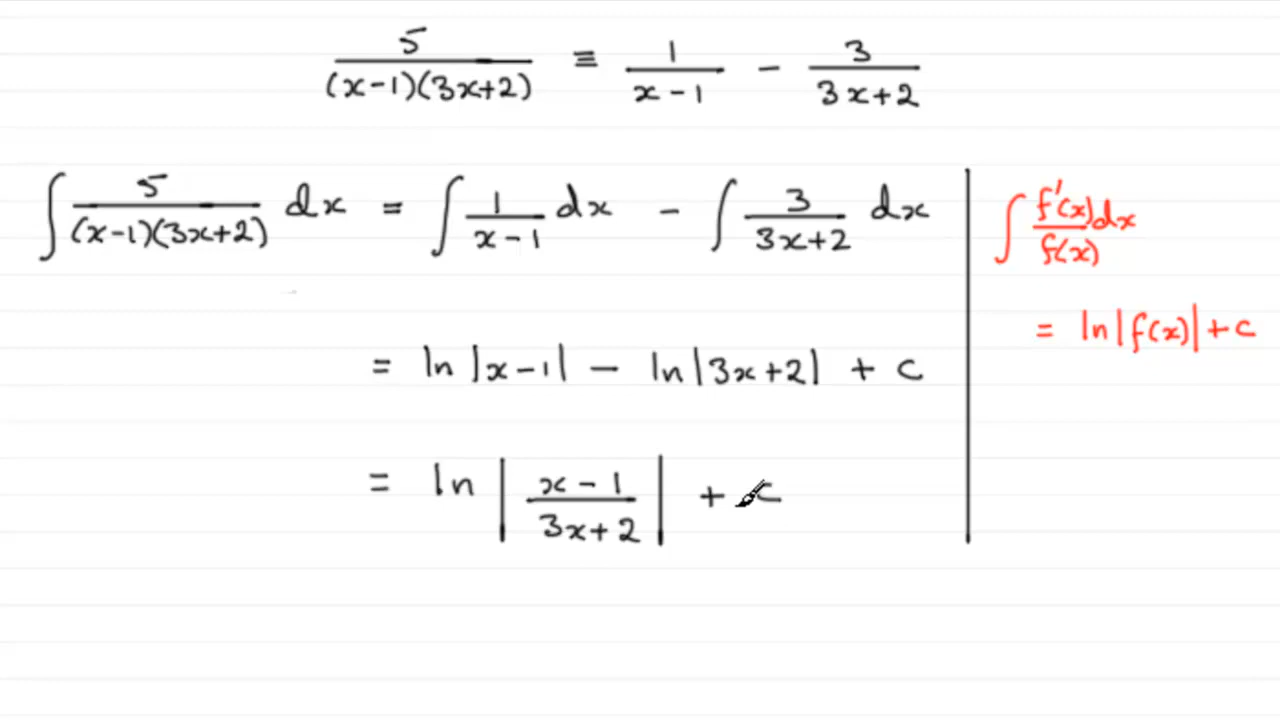 5/((x-1)(3x+2)) ≡ 1/(x-1) - 3/(3x+2)
∫ 5/((x-1)(3x+2)) dx = ∫ 1/(x-1) dx - ∫ 3/(3x+2) dx
= ln|x-1| - ln|3x+2| + c
= ln |(x-1)/(3x+2)| + c
∫ f'(x)/f(x) dx
= ln|f(x)| + c